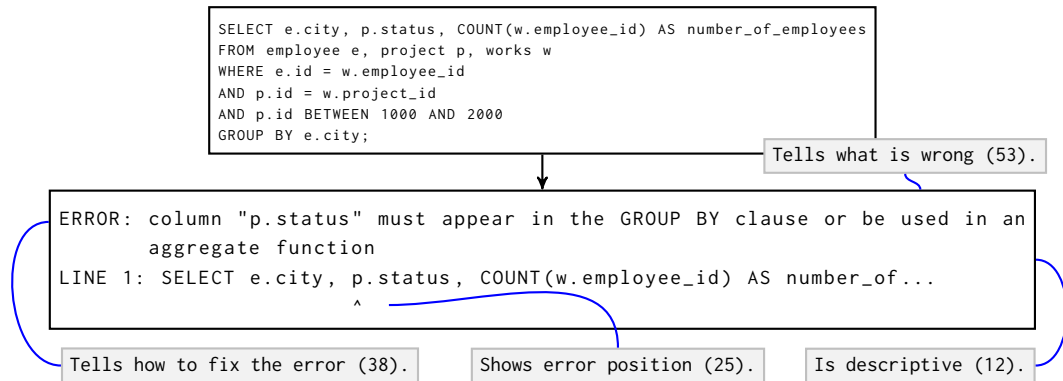 SELECT e.city, p.status, COUNT(w.employee_id) AS number_of_employees
FROM employee e, project p, works w
WHERE e.id = w.employee_id
AND p.id = w.project_id
AND p.id BETWEEN 1000 AND 2000
GROUP BY e.city;
Tells what is wrong (53).
ERROR: column "p.status" must appear in the GROUP BY clause or be used in an
aggregate function
LINE 1: SELECT e.city, p.status, COUNT(w.employee_id) AS number_of...
^
Tells how to fix the error (38).
Shows error position (25).
Is descriptive (12).